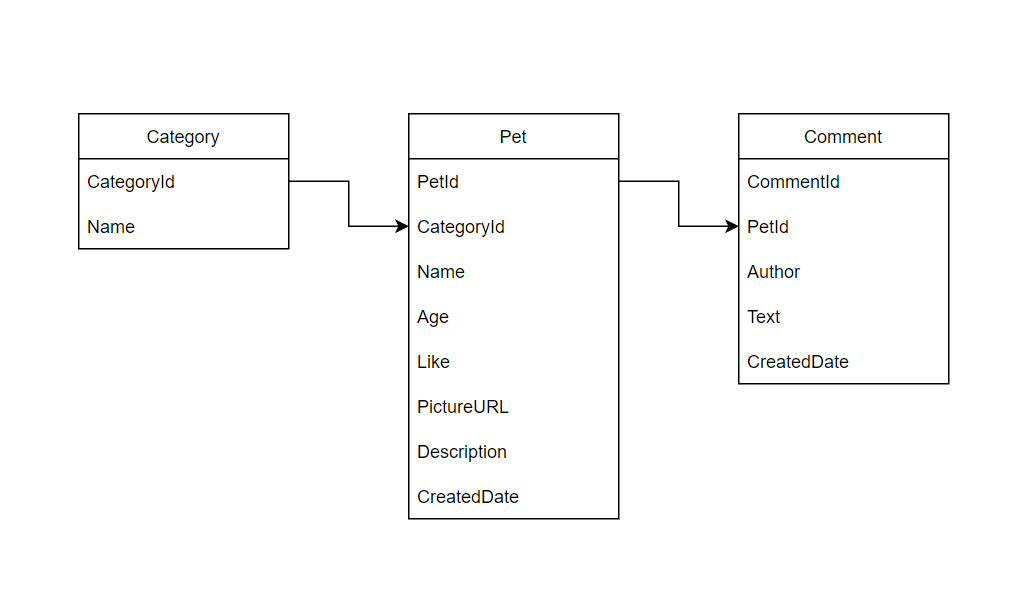 Category
CategoryId
Name
Pet
PetId
CategoryId
Name
Age
Like
PictureURL
Description
CreatedDate
Comment
CommentId
PetId
Author
Text
CreatedDate